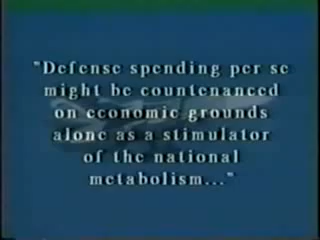 "Defense spending per se
might be countenanced
on economic grounds
alone as a stimulator
of the national
metabolism..."